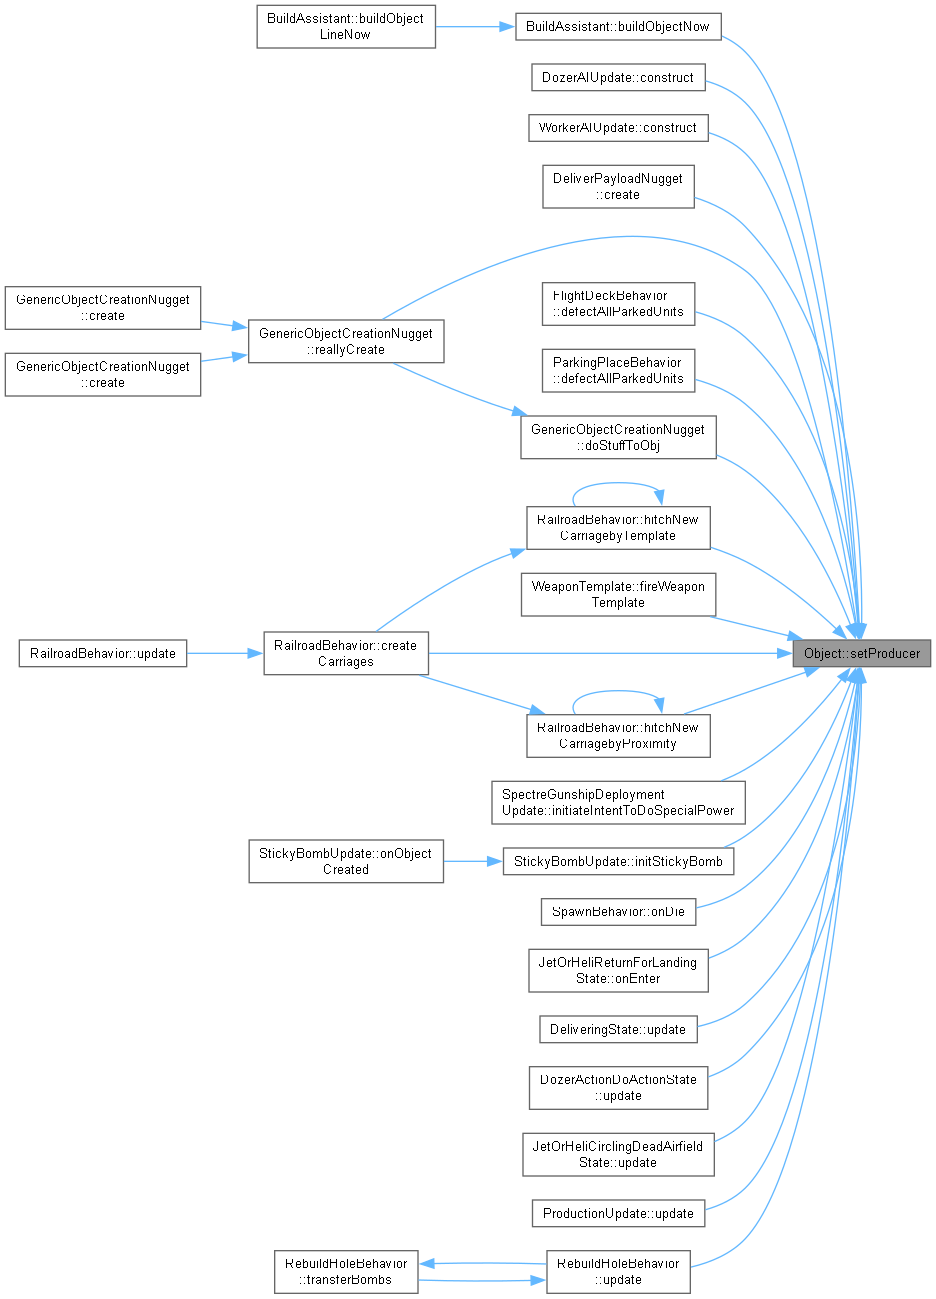 BuildAssistant::buildObject
LineNow
BuildAssistant::buildObjectNow
DozerAIUpdate::construct
WorkerAIUpdate::construct
DeliverPayloadNugget
::create
GenericObjectCreationNugget
::create
GenericObjectCreationNugget
::create
GenericObjectCreationNugget
::reallyCreate
FlightDeckBehavior
::defectAllParkedUnits
ParkingPlaceBehavior
::defectAllParkedUnits
GenericObjectCreationNugget
::doStuffToObj
RailroadBehavior::hitchNew
CarriagebyTemplate
WeaponTemplate::fireWeapon
Template
RailroadBehavior::update
RailroadBehavior::create
Carriages
Object::setProducer
RailroadBehavior::hitchNew
CarriagebyProximity
SpectreGunshipDeployment
Update::initiateIntentToDoSpecialPower
StickyBombUpdate::onObject
Created
StickyBombUpdate::initStickyBomb
SpawnBehavior::onDie
JetOrHeliReturnForLanding
State::onEnter
DeliveringState::update
DozerActionDoActionState
::update
JetOrHeliCirclingDeadAirfield
State::update
ProductionUpdate::update
RebuildHoleBehavior
::transferBombs
RebuildHoleBehavior
::update